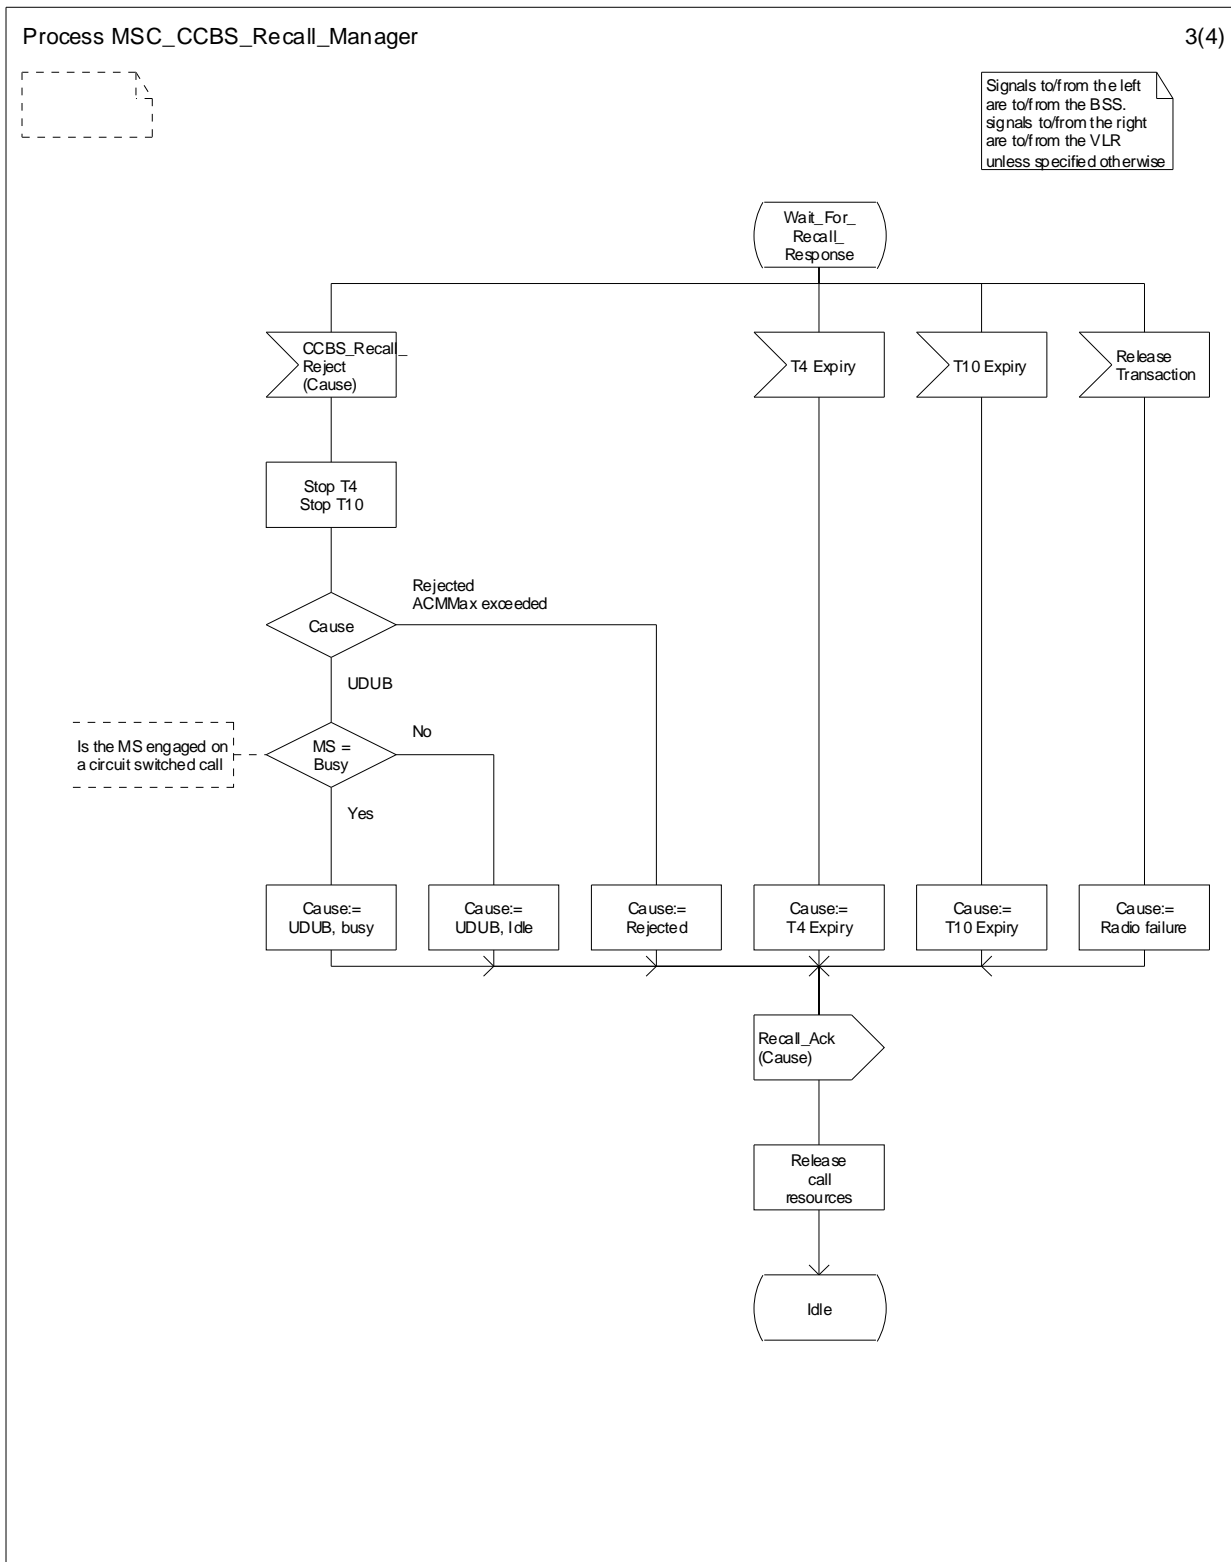 Process MSC_CCBS_Recall_Manager
3(4)
Signals to/from the left
are to/from the BSS.
signals to/from the right
are to/from the VLR
unless specified otherwise
Wait_For_
Recall_
Response
CCBS_Recall_
Reject
(Cause)
T4 Expiry
T10 Expiry
Release
Transaction
Stop T4
Stop T10
Rejected
ACMMax exceeded
Cause
UDUB
Is the MS engaged on
a circuit switched call
MS =
Busy
No
Yes
Cause:=
UDUB, busy
Cause:=
UDUB, Idle
Cause:=
Rejected
Cause:=
T4 Expiry
Cause:=
T10 Expiry
Cause:=
Radio failure
Recall_Ack
(Cause)
Release
call
resources
Idle